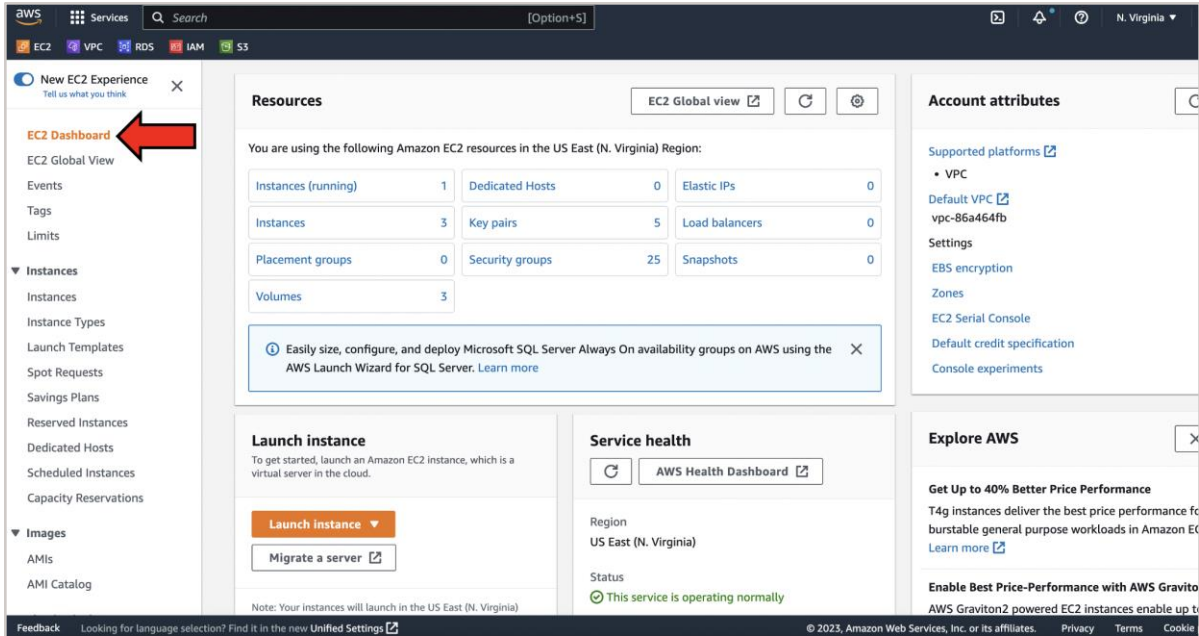 aws
Services
Search
[Option+S]
N. Virginia
EC2
VPC
RDS
IAM
S3
New EC2 Experience
Tell us what you think
EC2 Dashboard
EC2 Global View
Events
Tags
Limits
Instances
Instances
Instance Types
Launch Templates
Spot Requests
Savings Plans
Reserved Instances
Dedicated Hosts
Scheduled Instances
Capacity Reservations
Images
AMIs
AMI Catalog
Resources
EC2 Global view
You are using the following Amazon EC2 resources in the US East (N. Virginia) Region:
Instances (running) 1
Dedicated Hosts 0
Elastic IPs 0
Instances 3
Key pairs 5
Load balancers 0
Placement groups 0
Security groups 25
Snapshots 0
Volumes 3
Easily size, configure, and deploy Microsoft SQL Server Always On availability groups on AWS using the
AWS Launch Wizard for SQL Server. Learn more
Launch instance
To get started, launch an Amazon EC2 instance, which is a
virtual server in the cloud.
Launch instance
Migrate a server
Note: Your instances will launch in the US East (N. Virginia)
Service health
AWS Health Dashboard
Region
US East (N. Virginia)
Status
This service is operating normally
Account attributes
Supported platforms
• VPC
Default VPC
vpc-86a464fb
Settings
EBS encryption
Zones
EC2 Serial Console
Default credit specification
Console experiments
Explore AWS
Get Up to 40% Better Price Performance
T4g instances deliver the best price performance fo
burstable general purpose workloads in Amazon E
Learn more
Enable Best Price-Performance with AWS Gravito
AWS Graviton2 powered EC2 instances enable up t
Feedback
Looking for language selection? Find it in the new Unified Settings
© 2023, Amazon Web Services, Inc. or its affiliates.
Privacy
Terms
Cookie